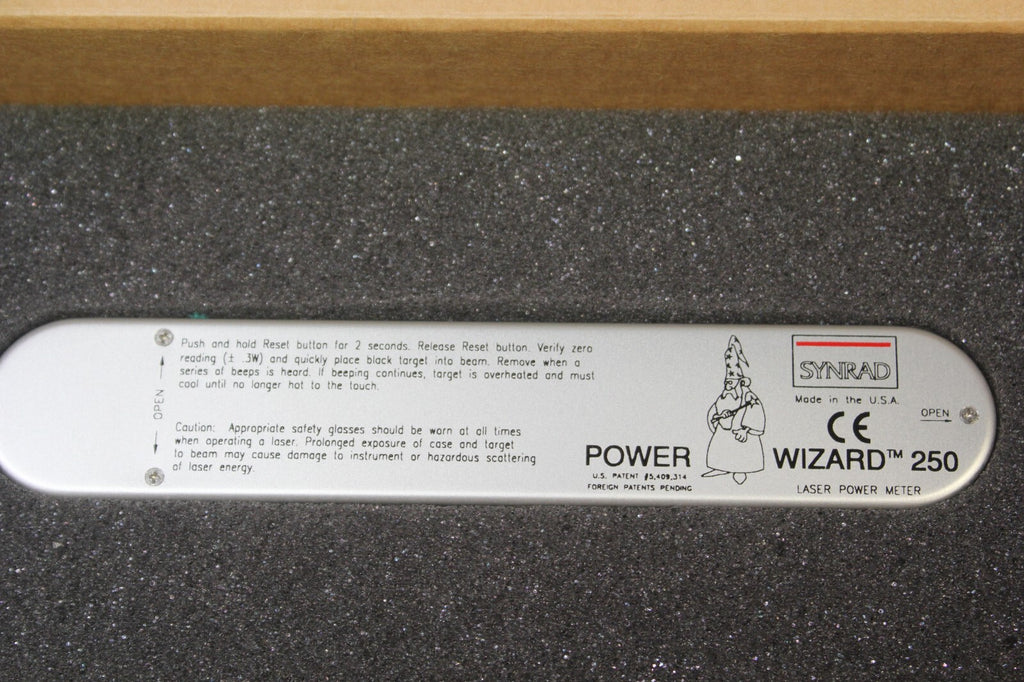 Push and hold Reset button for 2 seconds. Release Reset button. Verify zero
reading (± .3W) and quickly place black target into beam. Remove when a
series of beeps is heard. If beeping continues, target is overheated and must
cool until no longer hot to the touch.
OPEN
Caution: Appropriate safety glasses should be worn at all times
when operating a laser. Prolonged exposure of case and target
to beam may cause damage to instrument or hazardous scattering
of laser energy.
SYNRAD
Made in the U.S.A.
OPEN
CE
POWER WIZARD™ 250
U.S. PATENT #5,409,314
FOREIGN PATENTS PENDING
LASER POWER METER